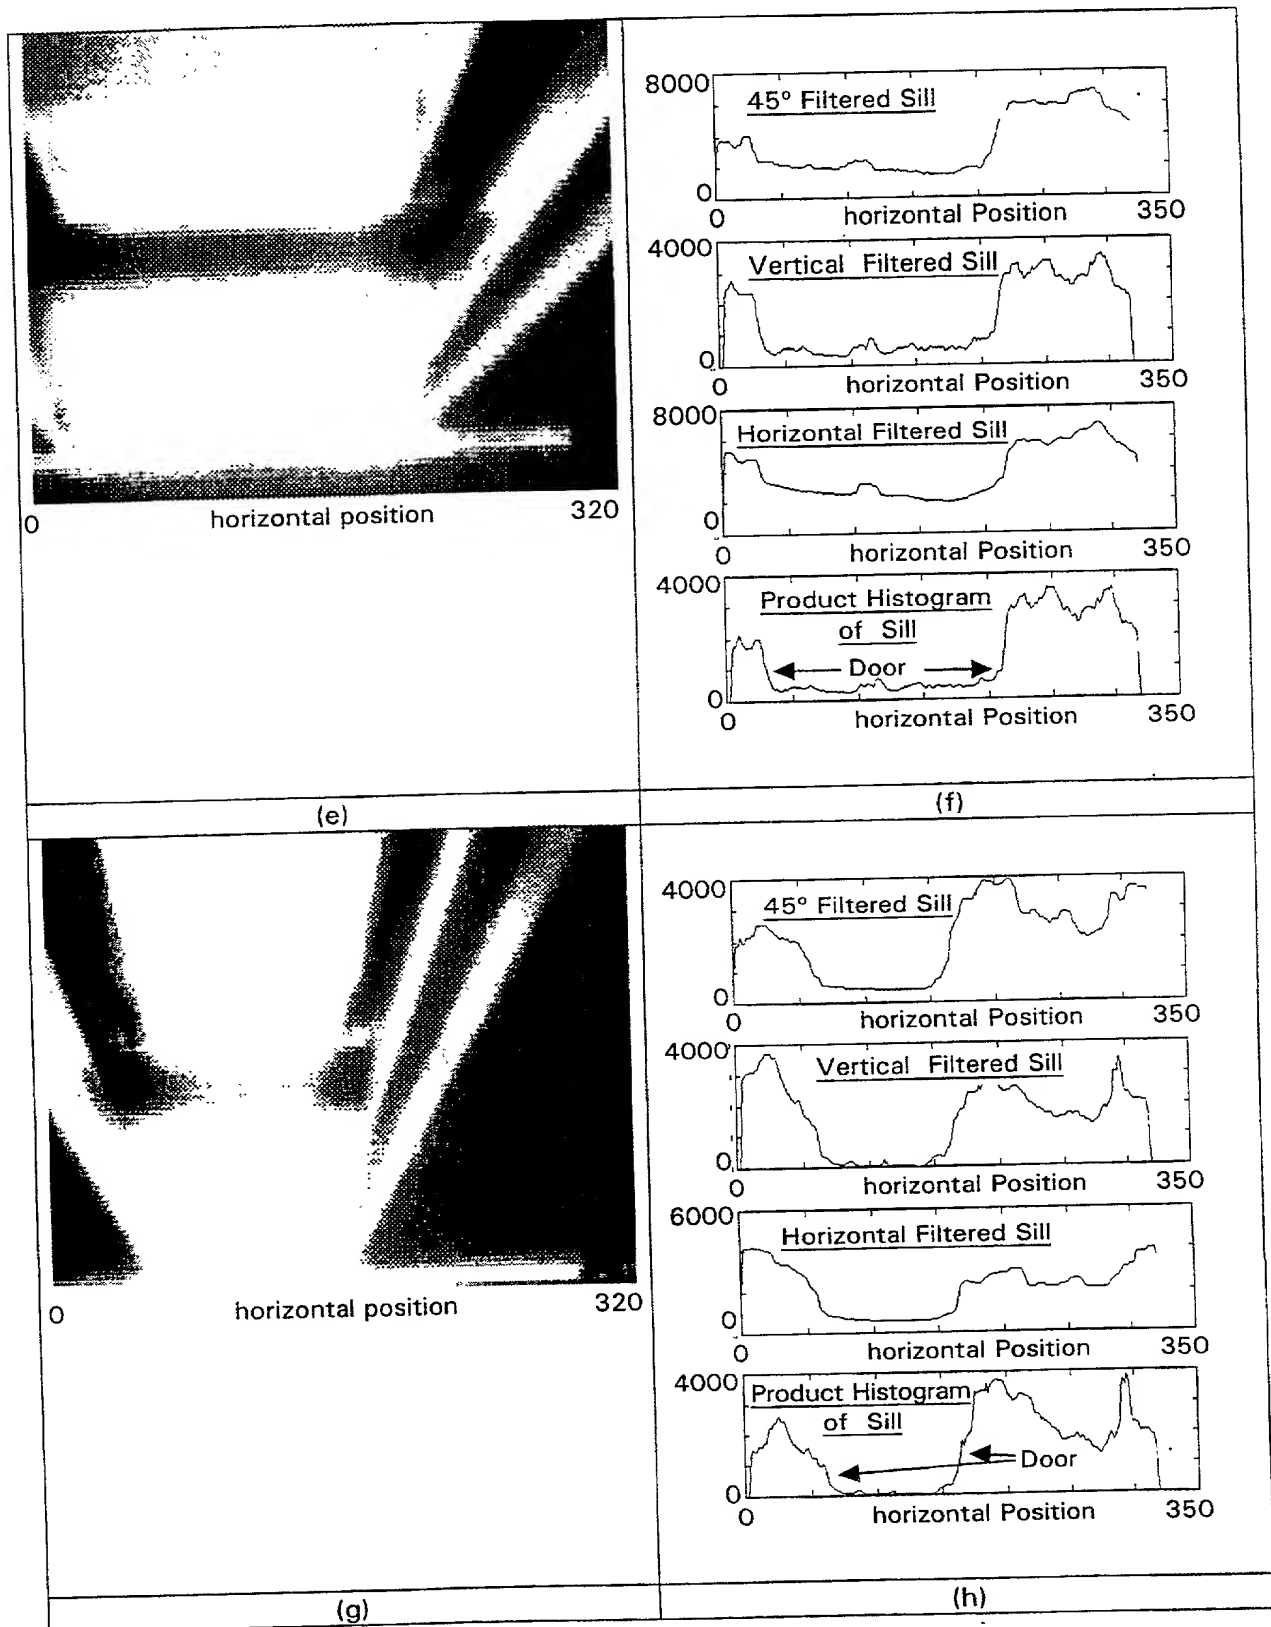 0
horizontal position
320
(e)
8000
45° Filtered Sill
0
0
horizontal Position
350
4000
Vertical Filtered Sill
0
0
horizontal Position
350
8000
Horizontal Filtered Sill
0
0
horizontal Position
350
4000
Product Histogram
of Sill
Door
0
0
horizontal Position
350
(f)
0
horizontal position
320
(g)
4000
45° Filtered Sill
0
0
horizontal Position
350
4000
Vertical Filtered Sill
0
0
horizontal Position
350
6000
Horizontal Filtered Sill
0
0
horizontal Position
350
4000
Product Histogram
of Sill
Door
0
0
horizontal Position
350
(h)